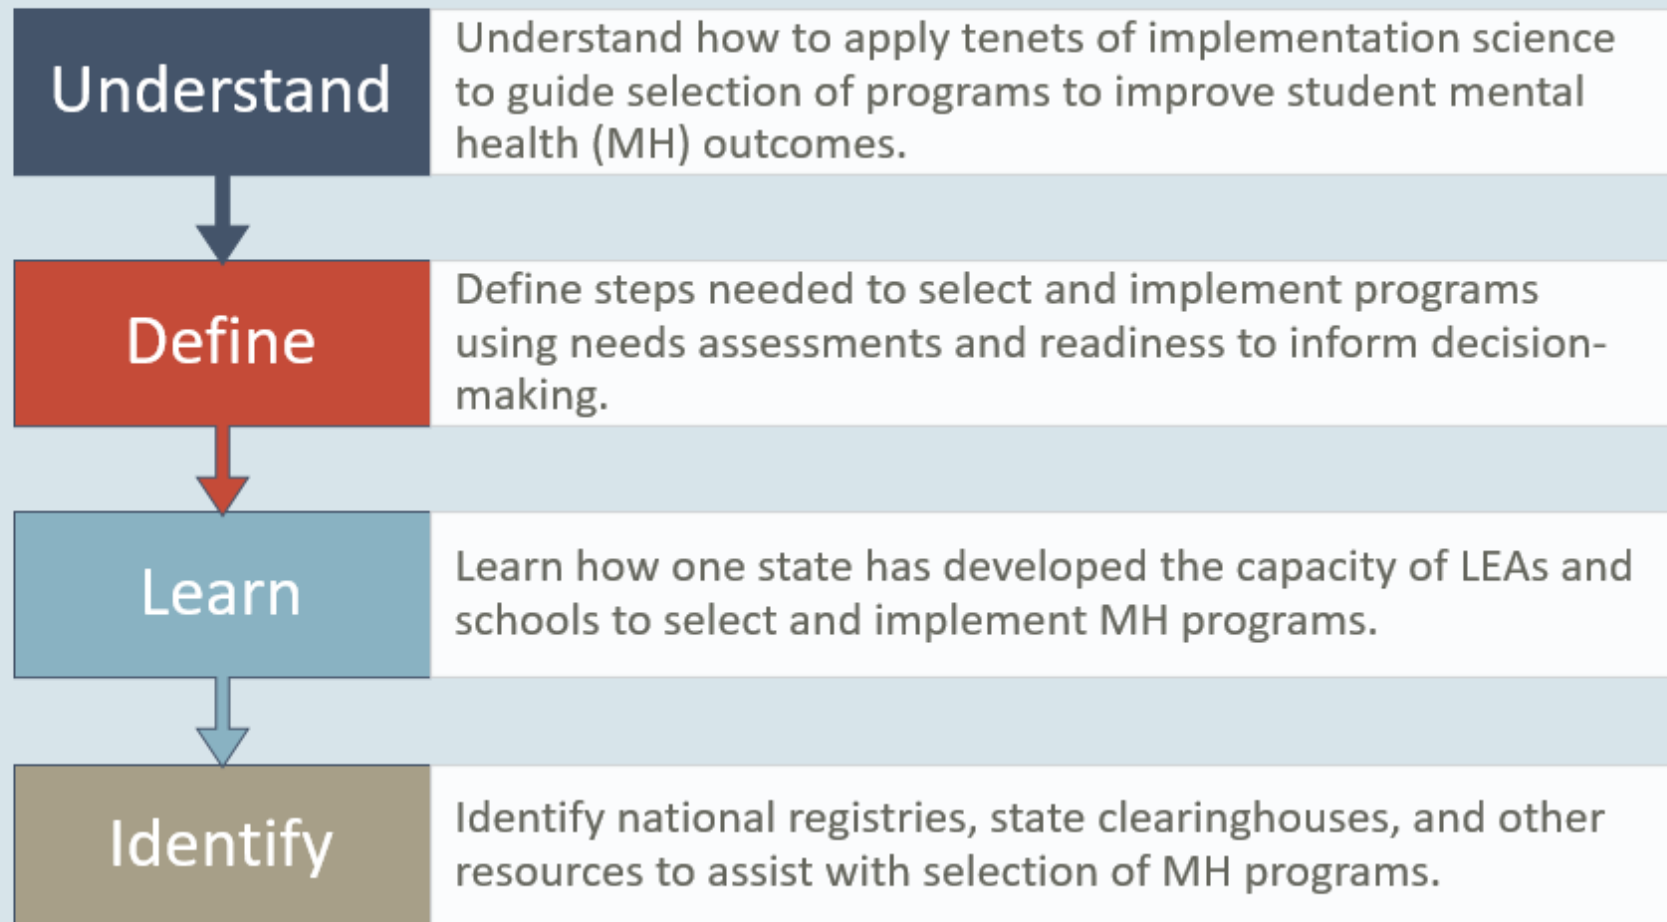 Understand
Understand how to apply tenets of implementation science
to guide selection of programs to improve student mental
health (MH) outcomes.
Define
Define steps needed to select and implement programs
using needs assessments and readiness to inform decision-
making.
Learn
Learn how one state has developed the capacity of LEAs and
schools to select and implement MH programs.
Identify
Identify national registries, state clearinghouses, and other
resources to assist with selection of MH programs.